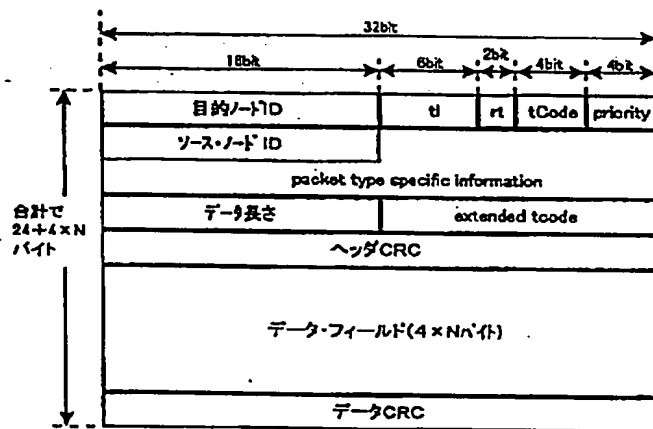 32bit
16bit 6bit 2bit 4bit 4bit
目的ノードID tl rt tCode priority
ソース・ノードID
packet type specific information
データ長さ extended tcode
合計で
24+4×N
バイト
ヘッダCRC
データ・フィールド(4×Nバイト)
データCRC